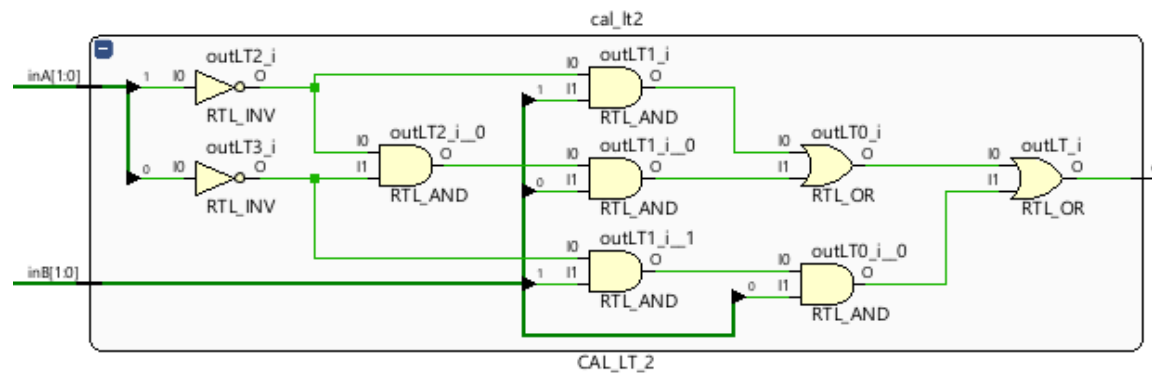 cal_lt2
inA[1:0]
1
I0
outLT2_i
O
RTL_INV
0
I0
outLT3_i
O
RTL_INV
I0
I1
outLT2_i__0
O
RTL_AND
I0
1
I1
outLT1_i
O
RTL_AND
I0
0
I1
outLT1_i__0
O
RTL_AND
I0
1
I1
outLT1_i__1
O
RTL_AND
I0
I1
outLT0_i
O
RTL_OR
I0
0
I1
outLT0_i__0
O
RTL_AND
I0
I1
outLT_i
O
RTL_OR
inB[1:0]
CAL_LT_2